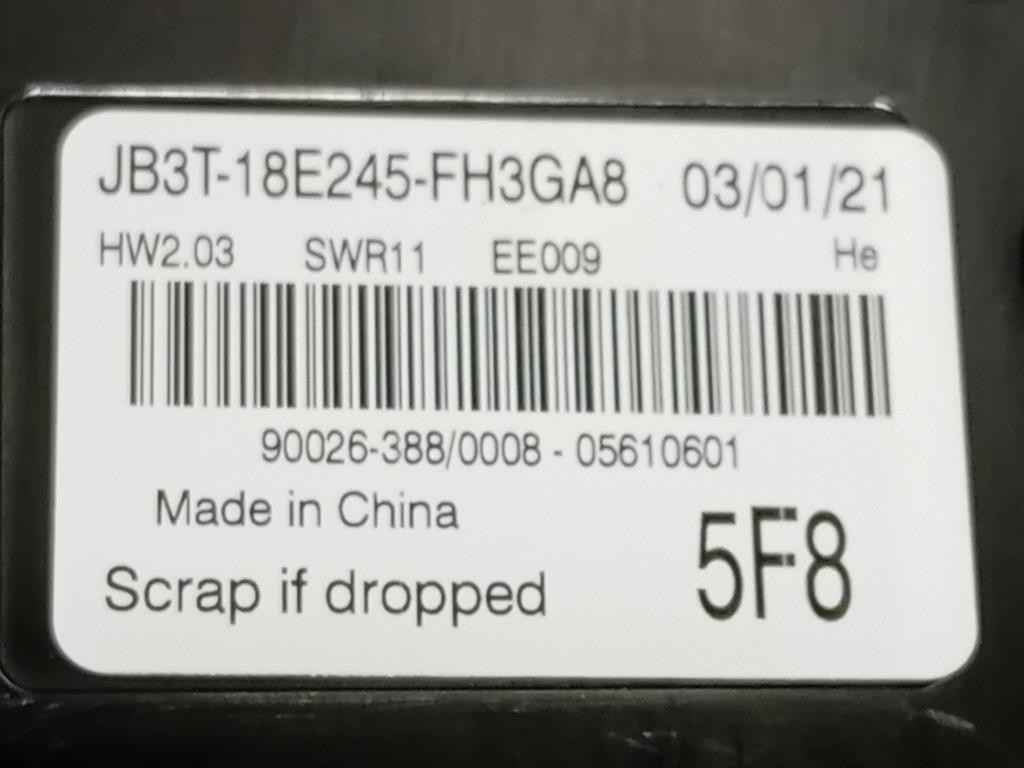 JB3T-18E245-FH3GA8 03/01/21
HW2.03 SWR11 EE009 He
90026-388/0008 - 05610601
Made in China
5F8
Scrap if dropped